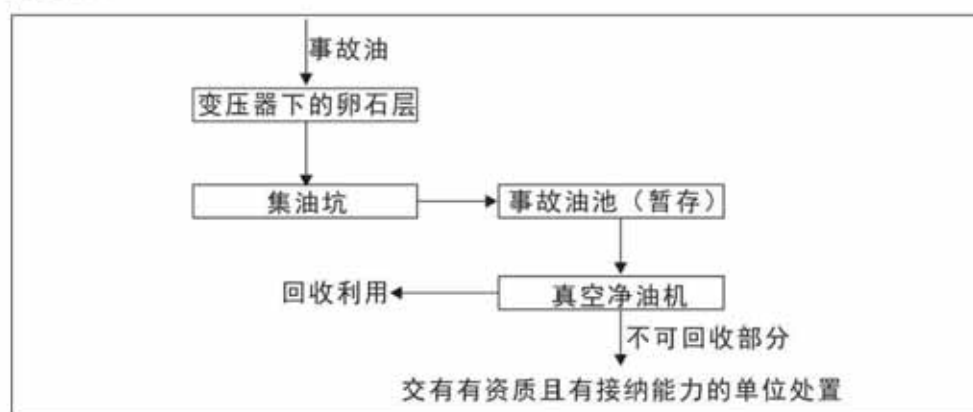 事故油
变压器下的卵石层
集油坑
事故油池（暂存）
回收利用
真空净油机
不可回收部分
交有有资质且有接纳能力的单位处置